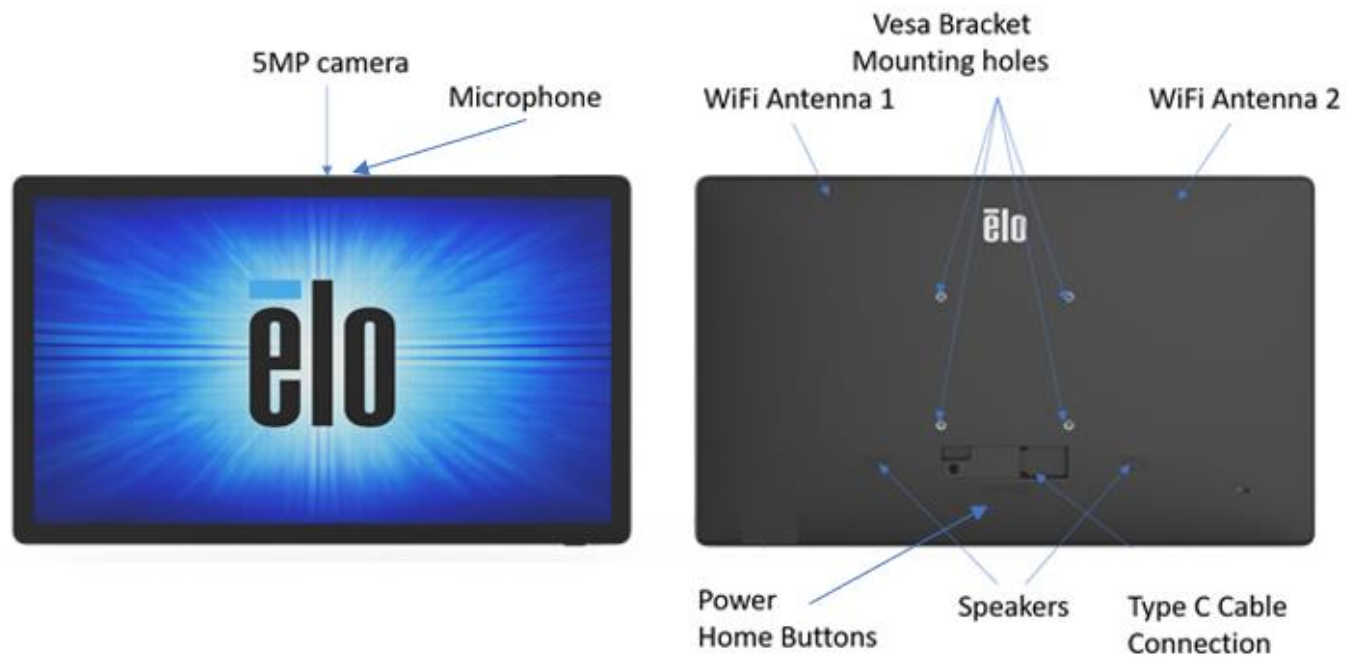 5MP camera
Microphone
ēlo
Vesa Bracket
Mounting holes
WiFi Antenna 1
WiFi Antenna 2
ēlo
Power
Home Buttons
Speakers
Type C Cable
Connection